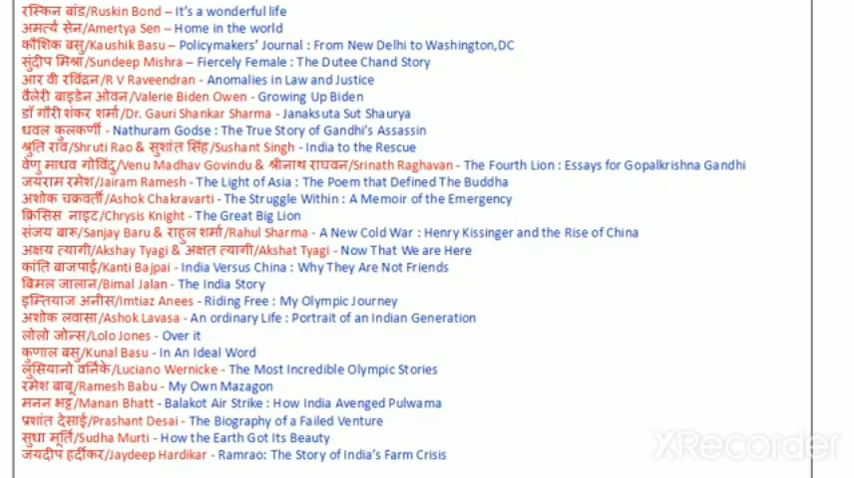 रस्किन बांड/Ruskin Bond – It's a wonderful life
अमर्त्य सेन/Amertya Sen – Home in the world
कौशिक बसु/Kaushik Basu – Policymakers' Journal : From New Delhi to Washington,DC
सुंदीप मिश्रा/Sundeep Mishra – Fiercely Female : The Dutee Chand Story
आर वी रविंद्रन/R V Raveendran - Anomalies in Law and Justice
वैलेरी बाइडेन ओवन/Valerie Biden Owen - Growing Up Biden
डॉ गौरी शंकर शर्मा/Dr. Gauri Shankar Sharma - Janaksuta Sut Shaurya
धवल कुलकर्णी - Nathuram Godse : The True Story of Gandhi's Assassin
श्रुति राव/Shruti Rao & सुशांत सिंह/Sushant Singh - India to the Rescue
वेणु माधव गोविंदु/Venu Madhav Govindu & श्रीनाथ राघवन/Srinath Raghavan - The Fourth Lion : Essays for Gopalkrishna Gandhi
जयराम रमेश/Jairam Ramesh - The Light of Asia : The Poem that Defined The Buddha
अशोक चक्रवर्ती/Ashok Chakravarti - The Struggle Within : A Memoir of the Emergency
क्रिसिस नाइट/Chrysis Knight - The Great Big Lion
संजय बारू/Sanjay Baru & राहुल शर्मा/Rahul Sharma - A New Cold War : Henry Kissinger and the Rise of China
अक्षय त्यागी/Akshay Tyagi & अक्षत त्यागी/Akshat Tyagi - Now That We are Here
कांति बाजपाई/Kanti Bajpai - India Versus China : Why They Are Not Friends
बिमल जालान/Bimal Jalan - The India Story
इम्तियाज अनीस/Imtiaz Anees - Riding Free : My Olympic Journey
अशोक लवासा/Ashok Lavasa - An ordinary Life : Portrait of an Indian Generation
लोलो जोन्स/Lolo Jones - Over it
कुणाल बसु/Kunal Basu - In An Ideal Word
लुसियानो वर्निके/Luciano Wernicke - The Most Incredible Olympic Stories
रमेश बाबू/Ramesh Babu - My Own Mazagon
मनन भट्ट/Manan Bhatt - Balakot Air Strike : How India Avenged Pulwama
प्रशांत देसाई/Prashant Desai - The Biography of a Failed Venture
सुधा मूर्ति/Sudha Murti - How the Earth Got Its Beauty
जयदीप हर्दीकर/Jaydeep Hardikar - Ramrao: The Story of India's Farm Crisis
XRecorder